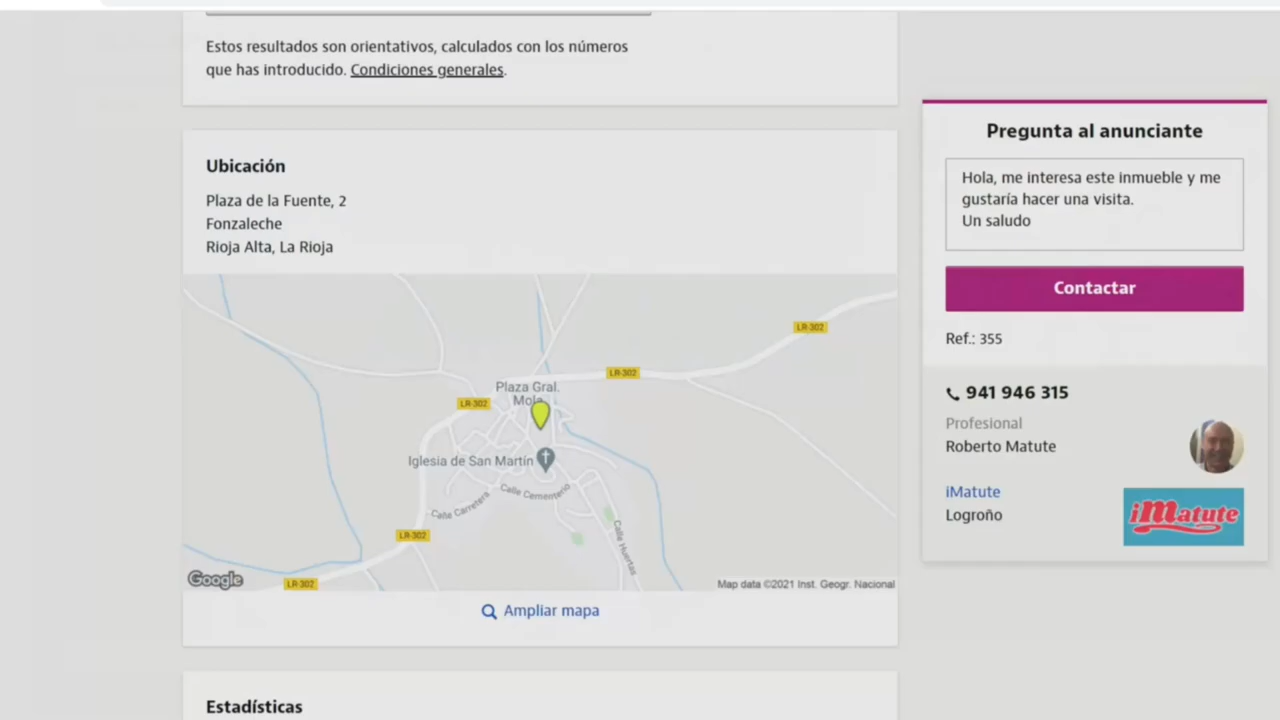 Estos resultados son orientativos, calculados con los números
que has introducido. Condiciones generales.
Ubicación
Plaza de la Fuente, 2
Fonzaleche
Rioja Alta, La Rioja
LR-302
LR-302
Plaza Gral.
Mola
LR-302
Iglesia de San Martín
Calle Cementerio
Calle Carretera
Calle Huertas
LR-302
LR-302
Google
Map data ©2021 Inst. Geogr. Nacional
Ampliar mapa
Estadísticas
Pregunta al anunciante
Hola, me interesa este inmueble y me
gustaría hacer una visita.
Un saludo
Contactar
Ref.: 355
941 946 315
Profesional
Roberto Matute
iMatute
Logroño
iMatute